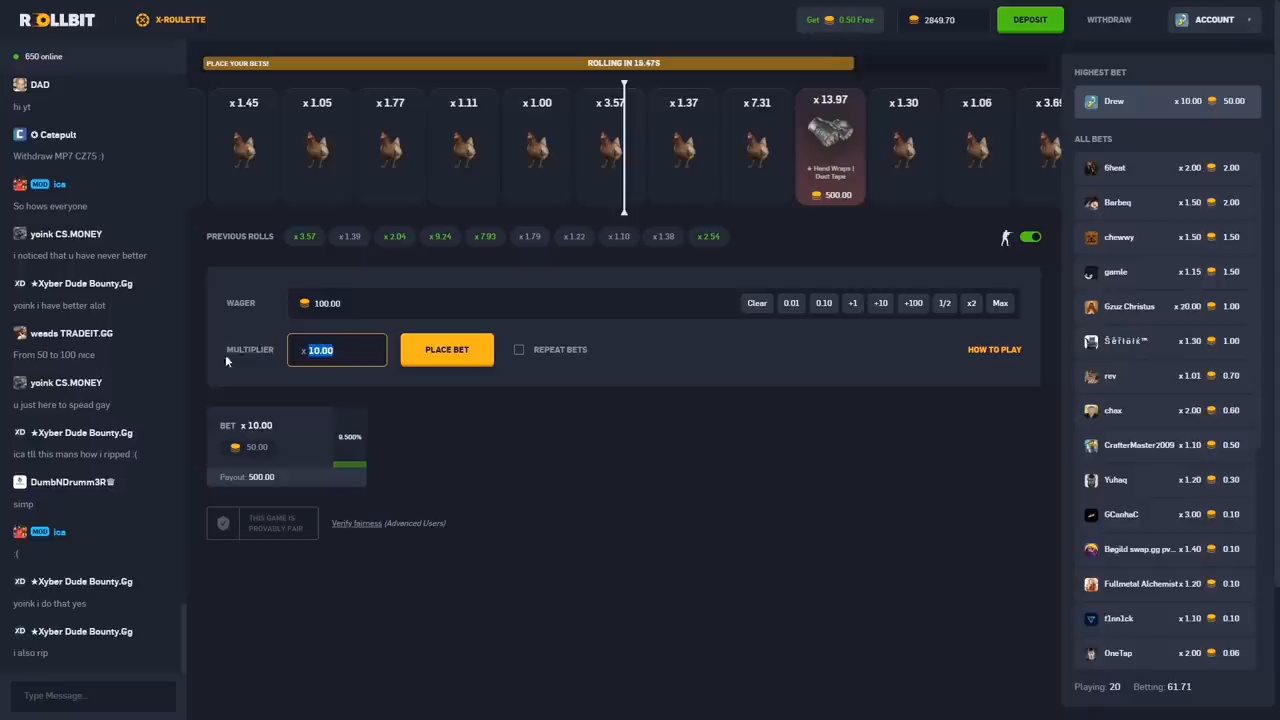 ROLLBIT
X-ROULETTE
Get 0.50 Free
2849.70
DEPOSIT
WITHDRAW
ACCOUNT
650 online
DAD
hi yt
Catapult
Withdraw MP7 CZ75 :)
MOD ica
So hows everyone
yoink CS.MONEY
i noticed that u have never better
XD ★Xyber Dude Bounty.Gg
yoink i have better alot
weads TRADEIT.GG
From 50 to 100 nice
yoink CS.MONEY
u just here to spead gay
XD ★Xyber Dude Bounty.Gg
ica tll this mans how i ripped :(
DumbNDrumm3R♕
simp
MOD ica
:(
XD ★Xyber Dude Bounty.Gg
yoink i do that yes
XD ★Xyber Dude Bounty.Gg
i also rip
Type Message...
PLACE YOUR BETS!
x 1.45
x 1.05
x 1.77
x 1.11
x 1.00
x 3.57
x 1.37
x 7.31
x 13.97
★ Hand Wraps |
Duct Tape
500.00
x 1.30
x 1.06
x 3.69
PREVIOUS ROLLS
x 3.57
x 1.39
x 2.04
x 9.24
x 7.93
x 1.79
x 1.22
x 1.10
x 1.38
x 2.54
WAGER
100.00
Clear
0.01
0.10
+1
+10
+100
1/2
x2
Max
MULTIPLIER
x 10.00
PLACE BET
REPEAT BETS
HOW TO PLAY
BET x 10.00
50.00
Payout: 500.00
THIS GAME IS
PROVABLY FAIR
Verify fairness (Advanced Users)
HIGHEST BET
Drew x 10.00 50.00
ALL BETS
6heat x 2.00 2.00
Barbeq x 1.50 2.00
chewwy x 1.50 1.50
gamle x 1.15 1.50
Gzuz Christus x 20.00 1.00
x 1.30 1.00
rev x 1.01 0.70
chax x 2.00 0.60
CrafterMaster2009 x 1.10 0.50
Yuhaq x 1.20 0.30
GCanhaC x 3.00 0.10
Bøgild swap.gg pv... x 1.40 0.10
Fullmetal Alchemist x 1.20 0.10
f1nn1ck x 1.10 0.10
OneTap x 2.00 0.06
Playing: 20 Betting: 61.71